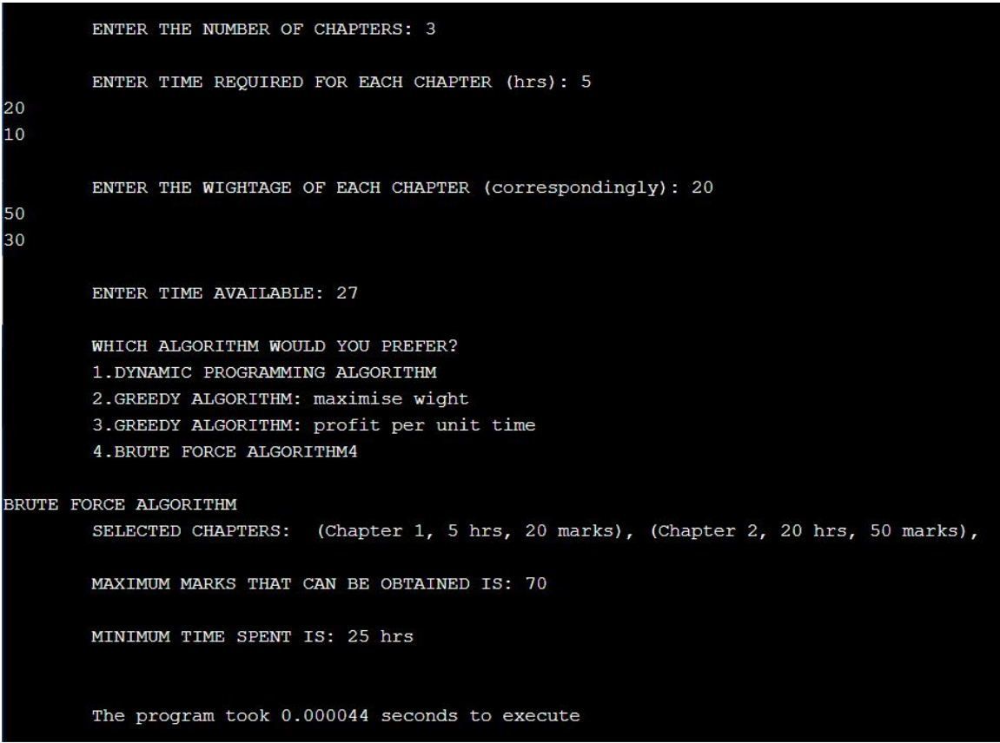 ENTER THE NUMBER OF CHAPTERS: 3
ENTER TIME REQUIRED FOR EACH CHAPTER (hrs): 5
20
10
ENTER THE WIGHTAGE OF EACH CHAPTER (correspondingly): 20
50
30
ENTER TIME AVAILABLE: 27
WHICH ALGORITHM WOULD YOU PREFER?
1.DYNAMIC PROGRAMMING ALGORITHM
2.GREEDY ALGORITHM: maximise wight
3.GREEDY ALGORITHM: profit per unit time
4.BRUTE FORCE ALGORITHM4
BRUTE FORCE ALGORITHM
SELECTED CHAPTERS:  (Chapter 1, 5 hrs, 20 marks), (Chapter 2, 20 hrs, 50 marks),
MAXIMUM MARKS THAT CAN BE OBTAINED IS: 70
MINIMUM TIME SPENT IS: 25 hrs
The program took 0.000044 seconds to execute